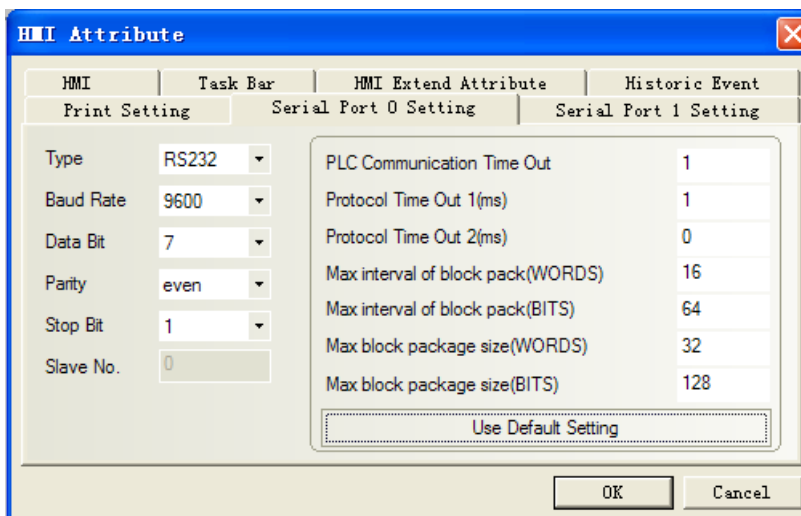 HMI Attribute
HMI Task Bar HMI Extend Attribute Historic Event
Print Setting Serial Port 0 Setting Serial Port 1 Setting
Type RS232
Baud Rate 9600
Data Bit 7
Parity even
Stop Bit 1
Slave No. 0
PLC Communication Time Out 1
Protocol Time Out 1(ms) 1
Protocol Time Out 2(ms) 0
Max interval of block pack(WORDS) 16
Max interval of block pack(BITS) 64
Max block package size(WORDS) 32
Max block package size(BITS) 128
Use Default Setting
OK Cancel